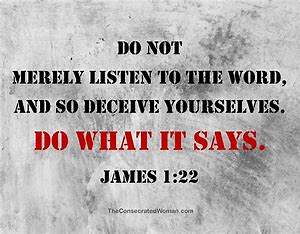 DO NOT
MERELY LISTEN TO THE WORD,
AND SO DECEIVE YOURSELVES.
DO WHAT IT SAYS.
JAMES 1:22
TheConsecratedWoman.com